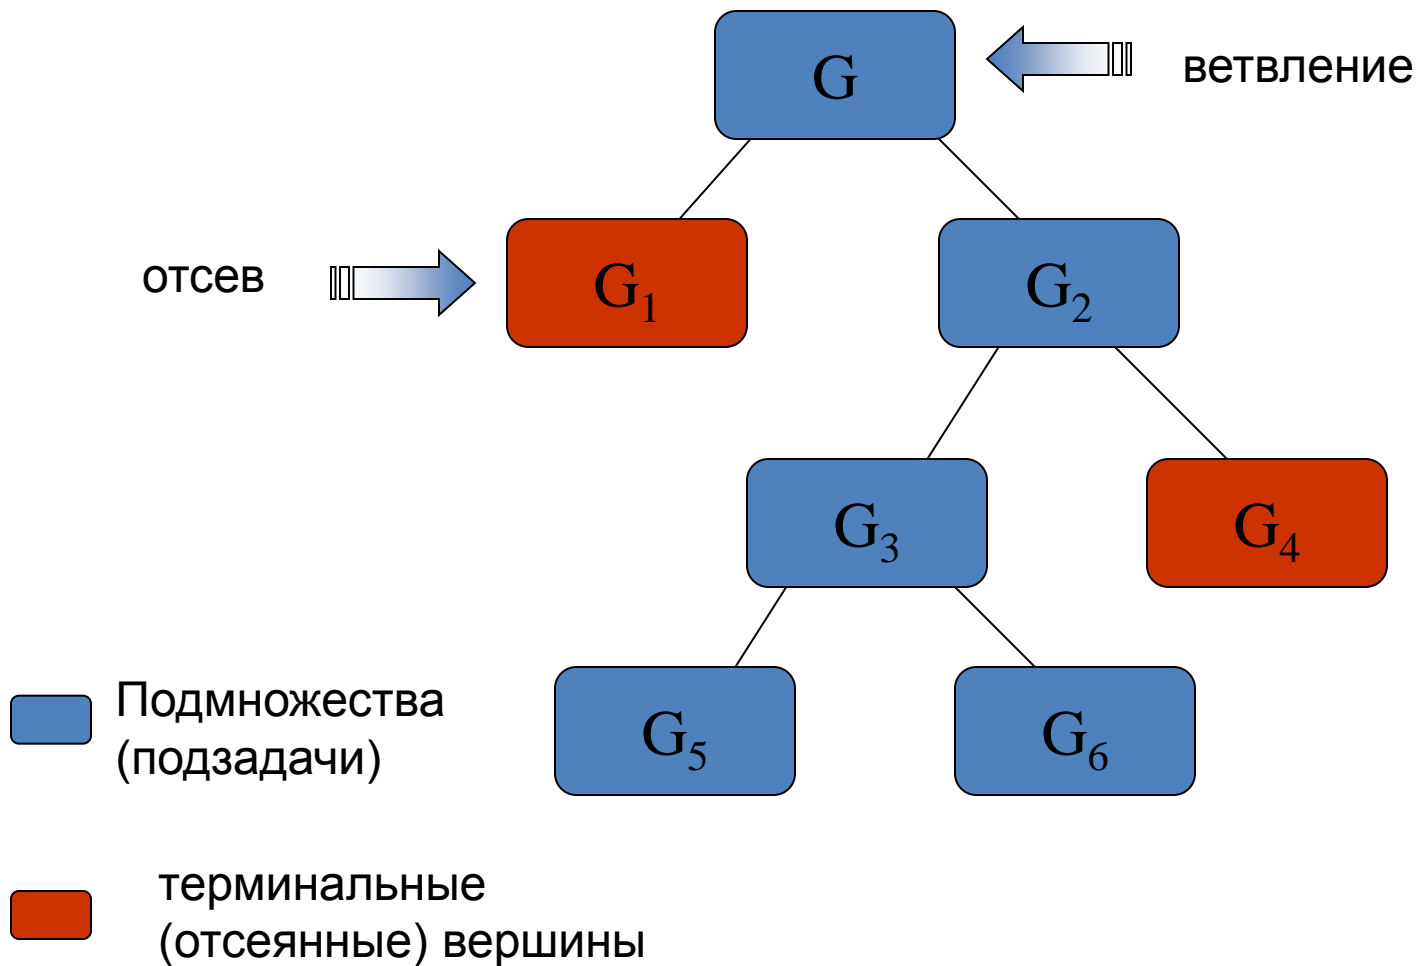 G
ветвление
отсев
G₁
G₂
G₃
G₄
G₅
G₆
Подмножества
(подзадачи)
терминальные
(отсеянные) вершины